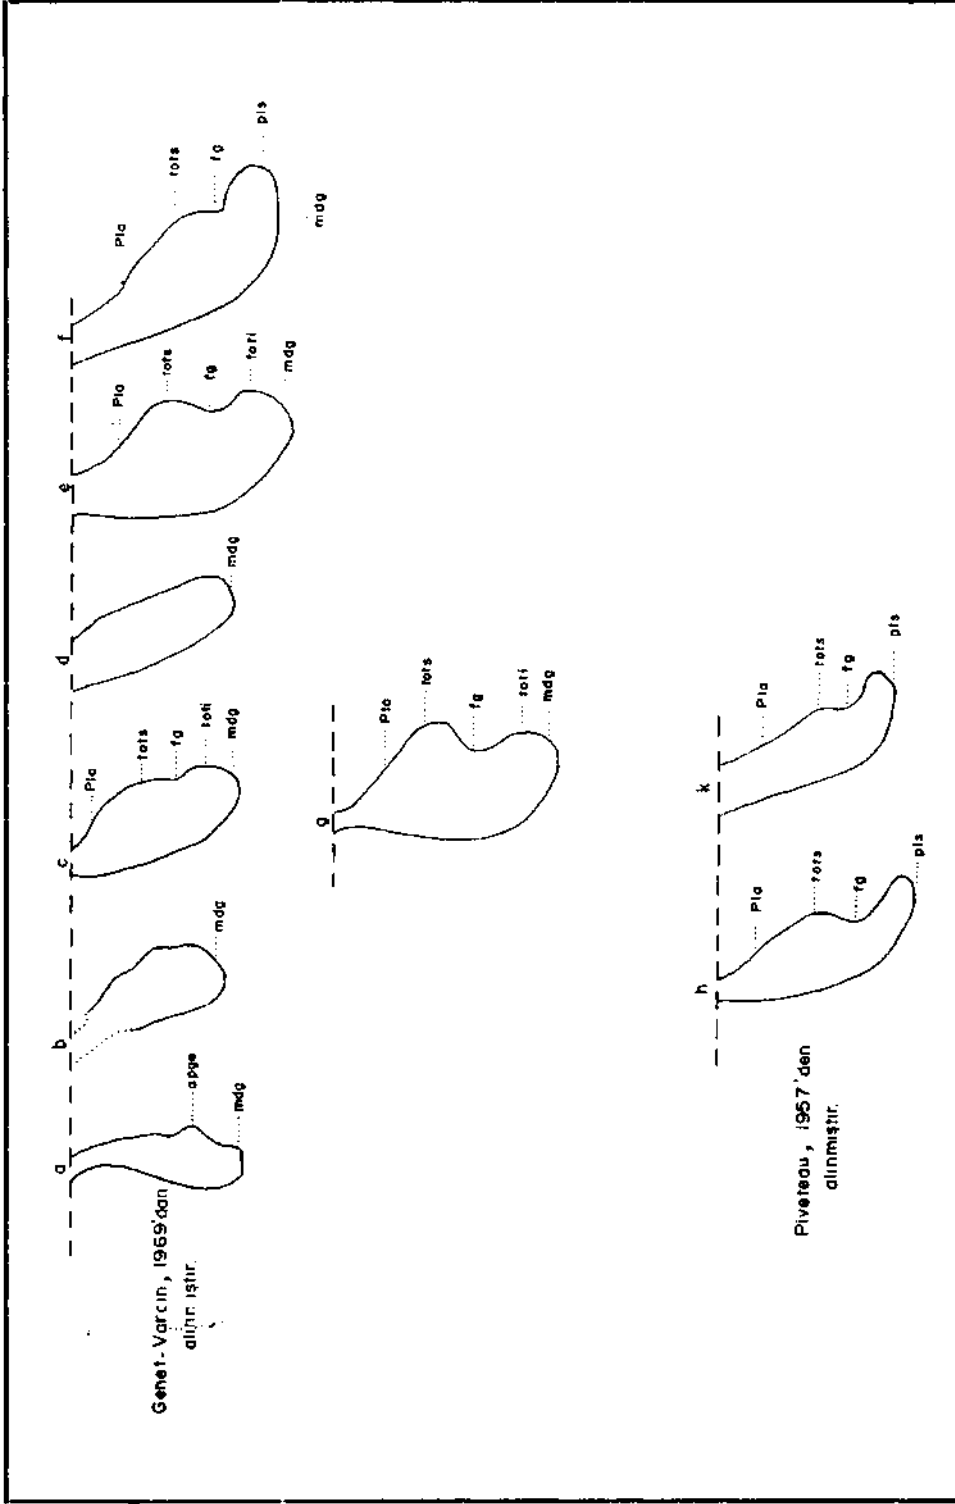 a
apge
mdg
b
mdg
c
Pla
tots
fg
toti
mdg
d
mdg
e
Pla
tots
fg
toti
mdg
f
Pla
tots
fg
pls
mdg
Genet-Varcın, 1969'dan
alınmıştır.
g
Pla
tots
fg
toti
mdg
h
Pla
tots
fg
pls
k
Pla
tots
fg
pls
Piveteau, 1957'den
alınmıştır.